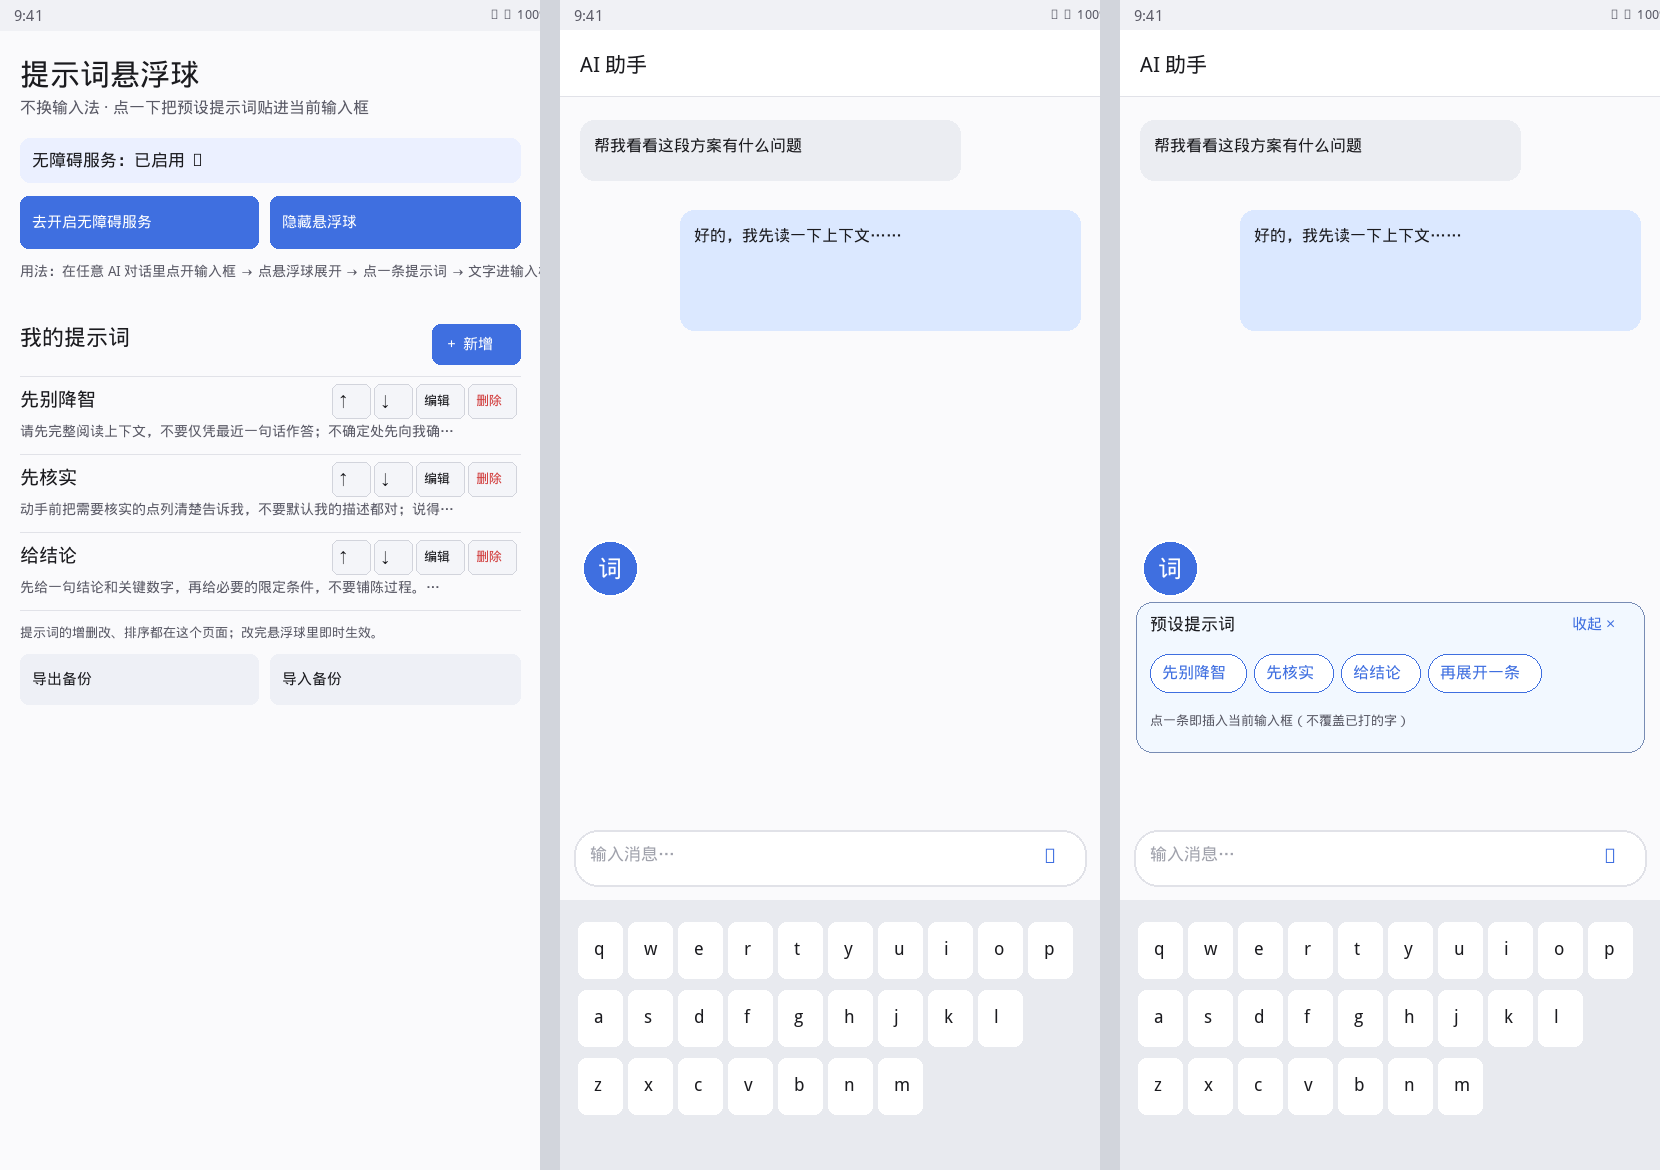 9:41
100
提示词悬浮球
不换输入法 · 点一下把预设提示词贴进当前输入框
无障碍服务：已启用
去开启无障碍服务
隐藏悬浮球
用法：在任意 AI 对话里点开输入框 → 点悬浮球展开 → 点一条提示词 → 文字进输入
我的提示词
+ 新增
先别降智
↑ ↓ 编辑 删除
请先完整阅读上下文，不要仅凭最近一句话作答；不确定处先向我确…
先核实
↑ ↓ 编辑 删除
动手前把需要核实的点列清楚告诉我，不要默认我的描述都对；说得…
给结论
↑ ↓ 编辑 删除
先给一句结论和关键数字，再给必要的限定条件，不要铺陈过程。…
提示词的增删改、排序都在这个页面；改完悬浮球里即时生效。
导出备份
导入备份
9:41
100
AI 助手
帮我看看这段方案有什么问题
好的，我先读一下上下文……
词
输入消息…
q w e r t y u i o p
a s d f g h j k l
z x c v b n m
9:41
100
AI 助手
帮我看看这段方案有什么问题
好的，我先读一下上下文……
词
预设提示词
收起 ×
先别降智 先核实 给结论 再展开一条
点一条即插入当前输入框（不覆盖已打的字）
输入消息…
q w e r t y u i o p
a s d f g h j k l
z x c v b n m